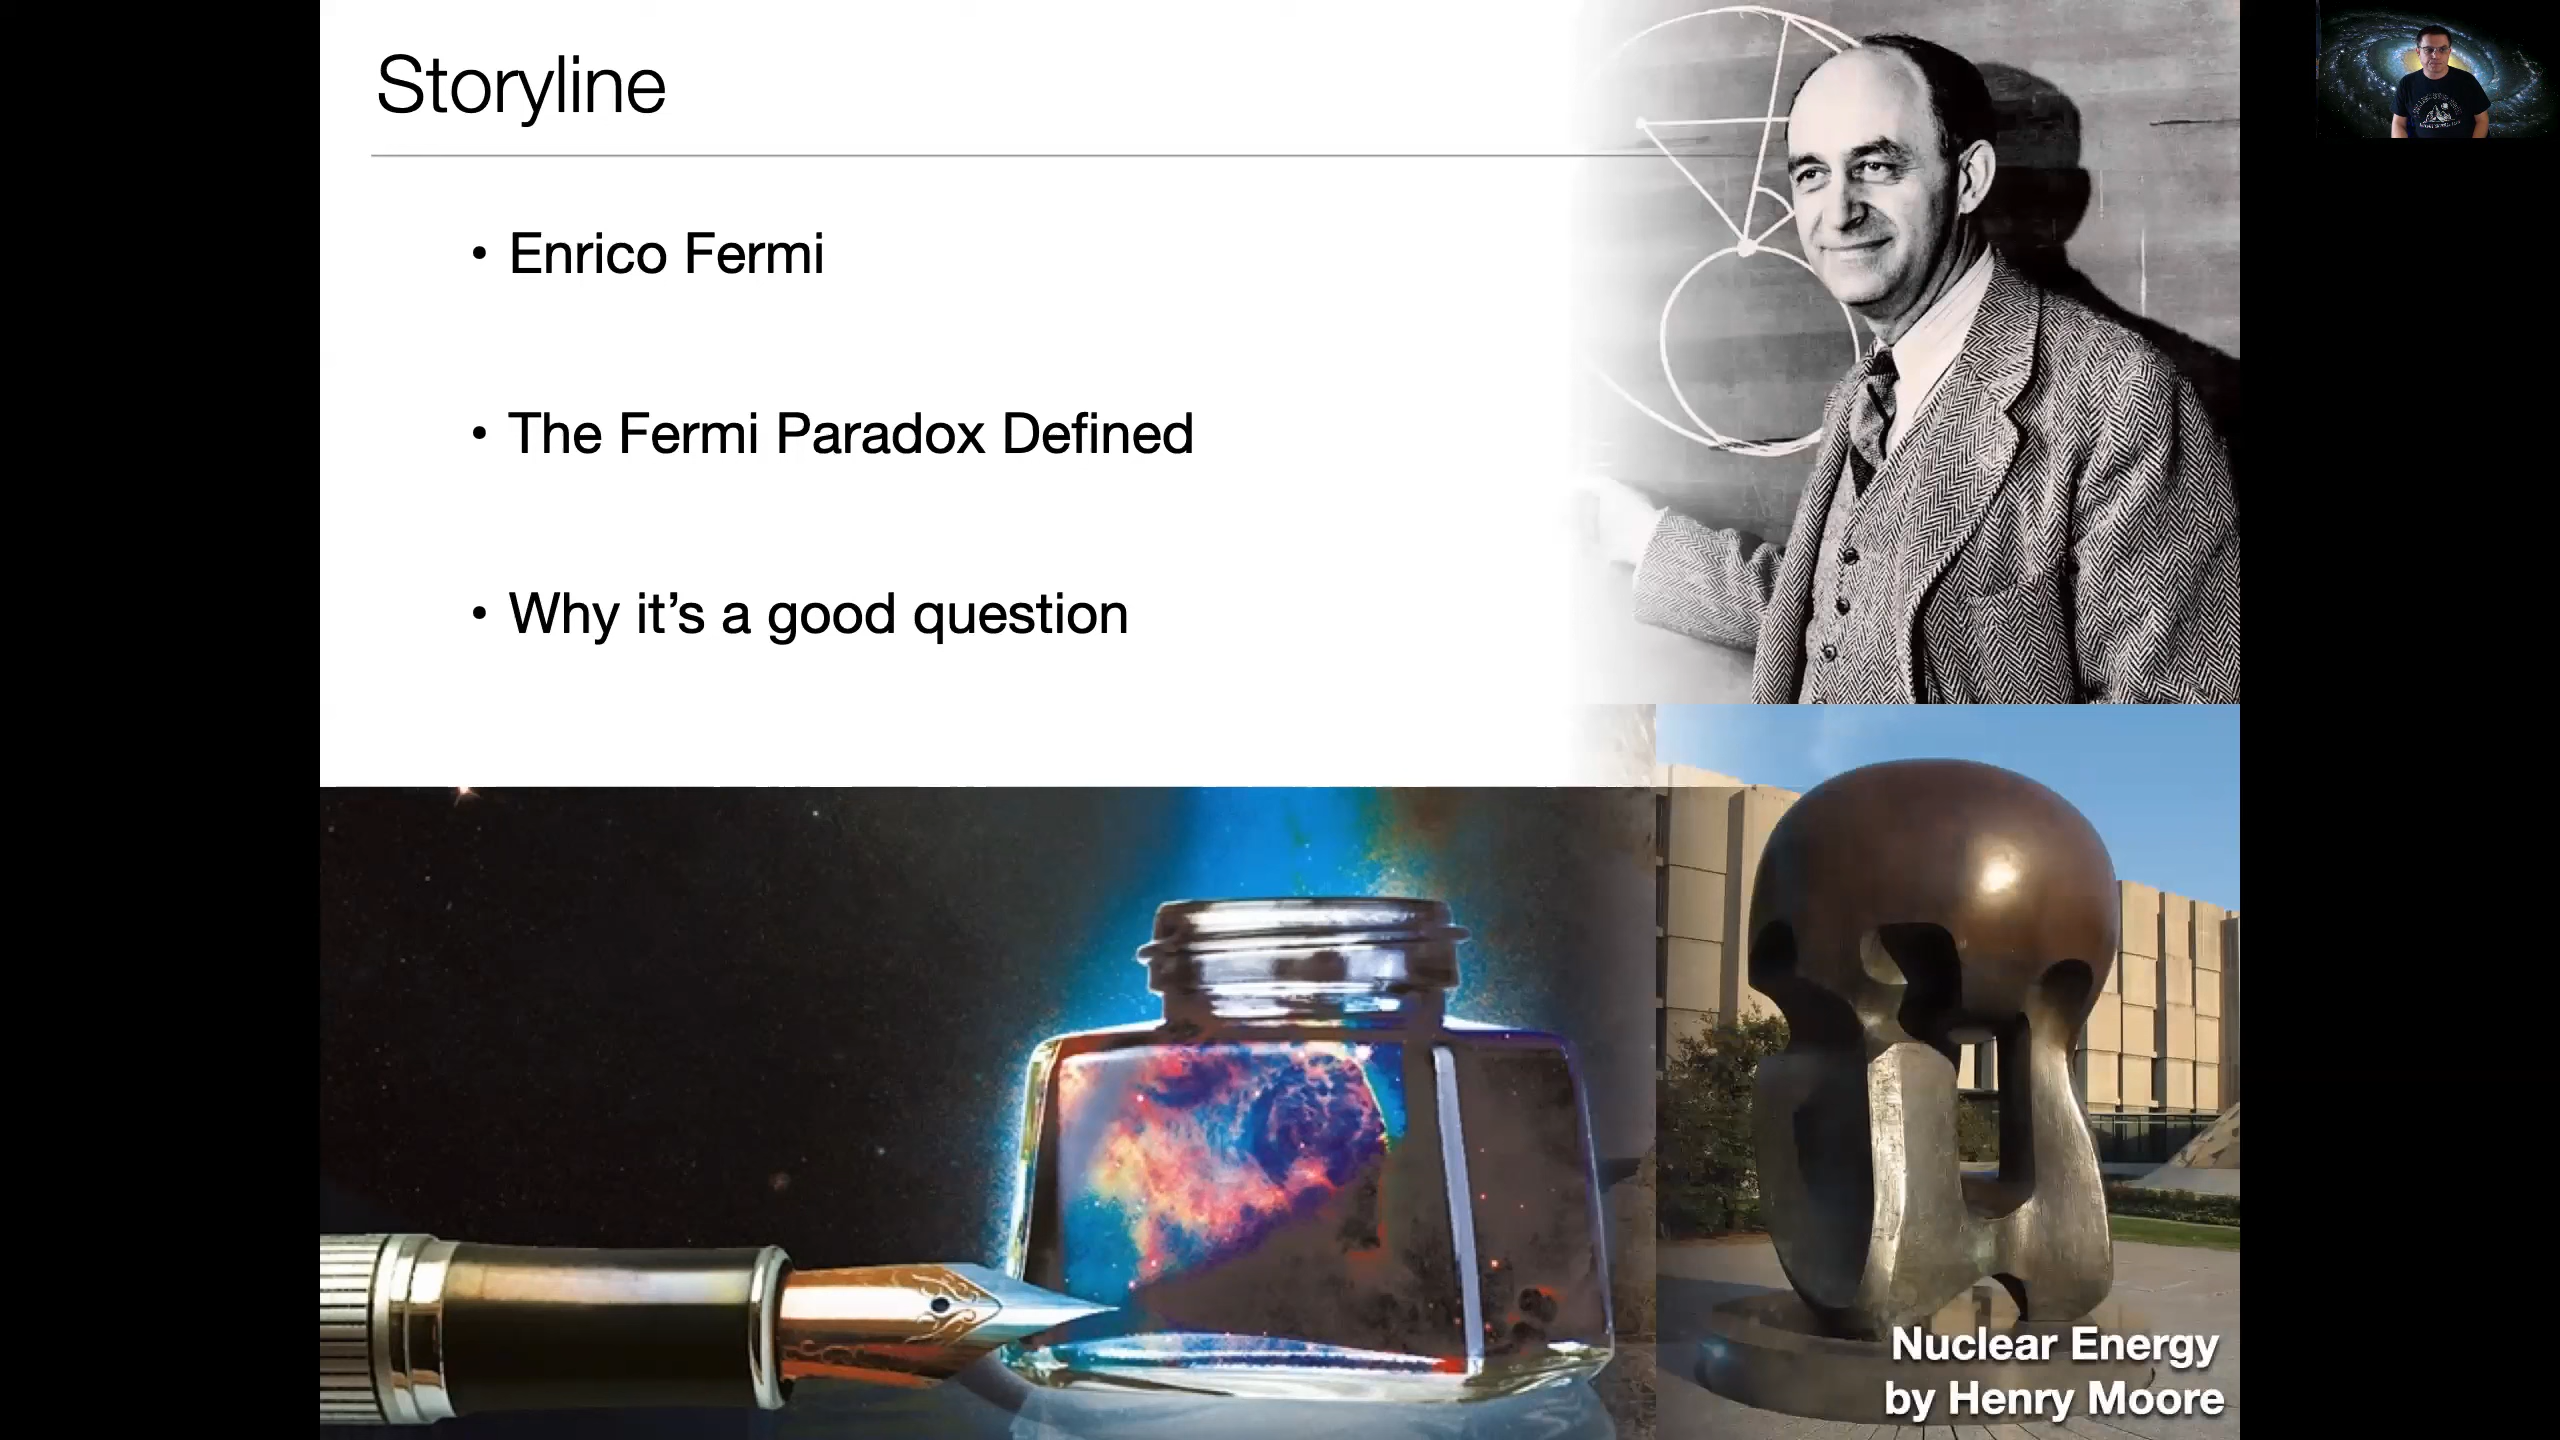 Storyline
• Enrico Fermi
• The Fermi Paradox Defined
• Why it’s a good question
Nuclear Energy
by Henry Moore